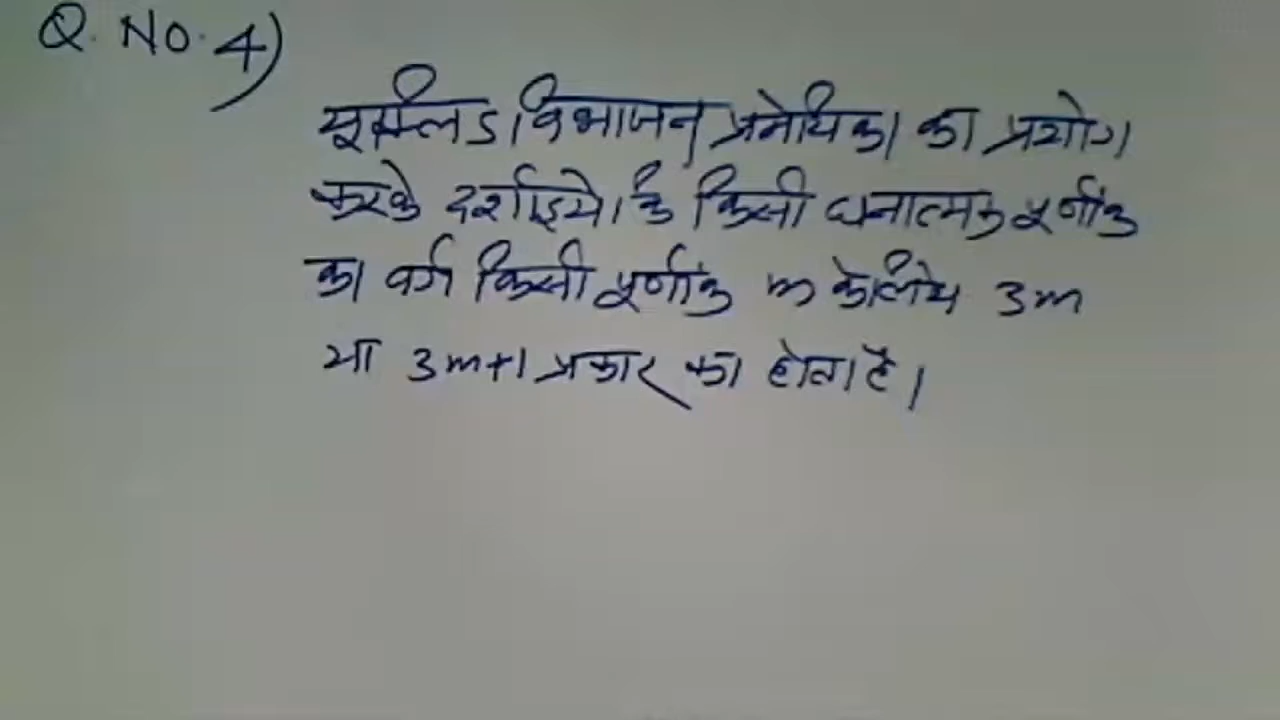 Q. No. 4)
यूक्लिड विभाजन प्रमेयिका का प्रयोग
करके दर्शाइये कि किसी धनात्मक पूर्णांक
का वर्ग किसी पूर्णांक m के लिये 3m
या 3m+1 प्रकार का होता है।